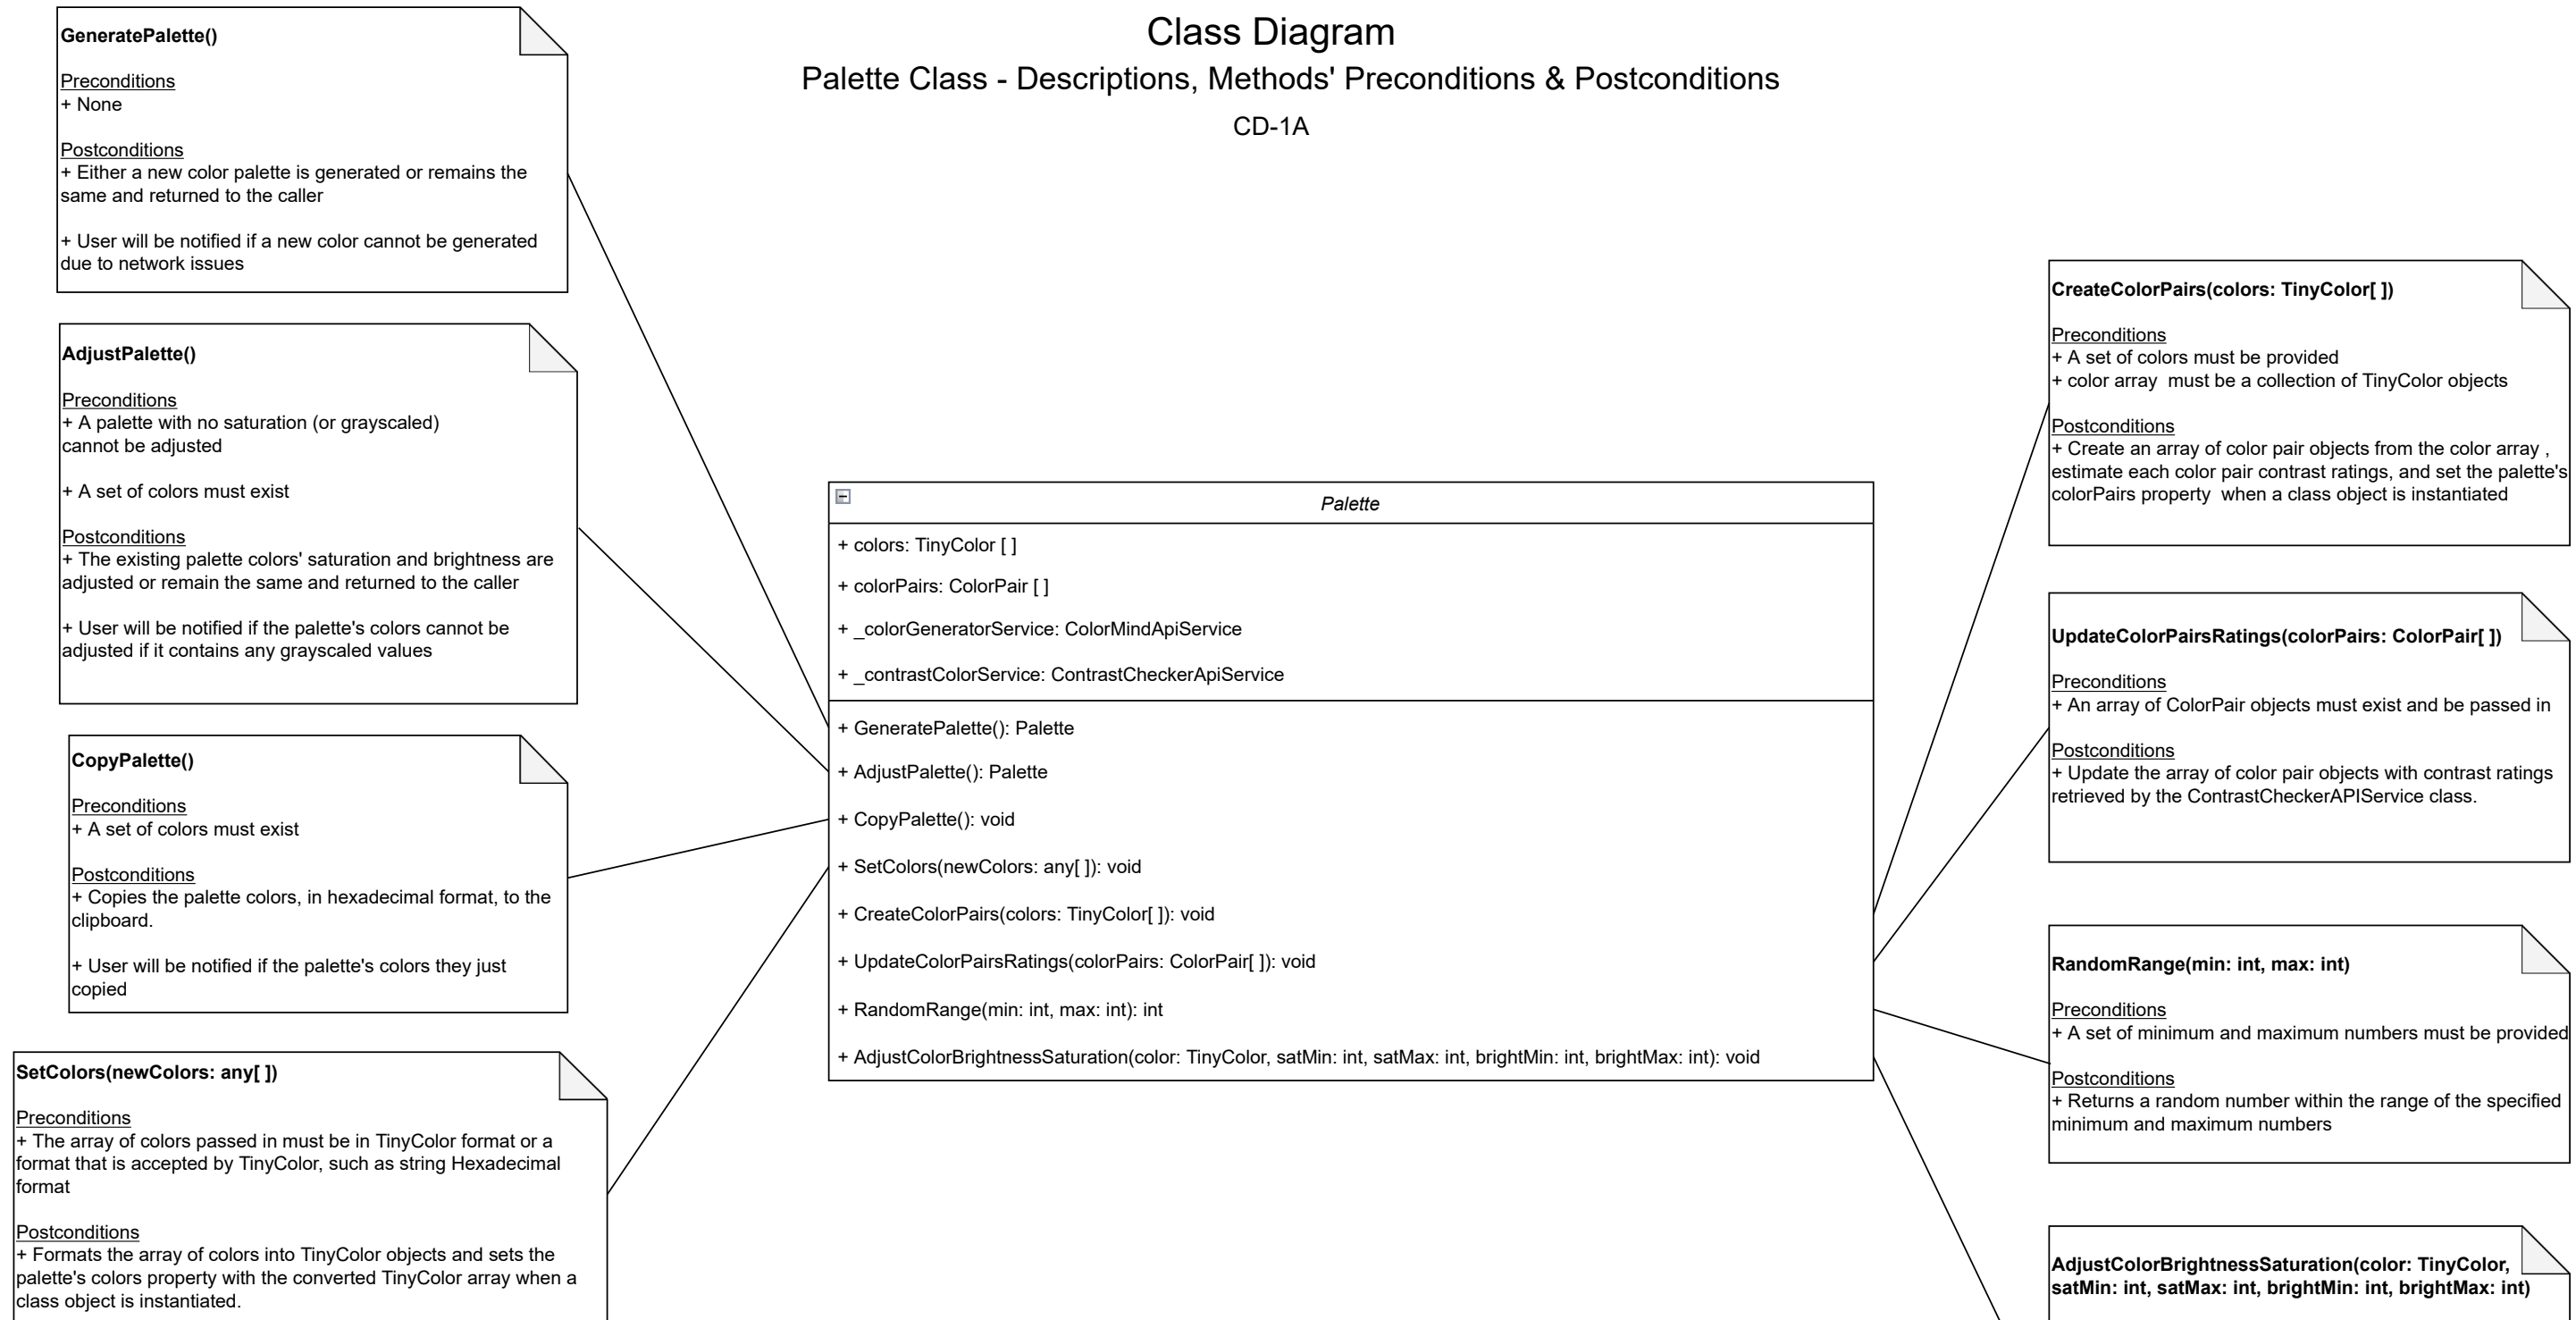 Class Diagram
Palette Class - Descriptions, Methods' Preconditions & Postconditions
CD-1A
GeneratePalette()
Preconditions
+ None
Postconditions
+ Either a new color palette is generated or remains the
same and returned to the caller
+ User will be notified if a new color cannot be generated
due to network issues
AdjustPalette()
Preconditions
+ A palette with no saturation (or grayscaled)
cannot be adjusted
+ A set of colors must exist
Postconditions
+ The existing palette colors' saturation and brightness are
adjusted or remain the same and returned to the caller
+ User will be notified if the palette's colors cannot be
adjusted if it contains any grayscaled values
CopyPalette()
Preconditions
+ A set of colors must exist
Postconditions
+ Copies the palette colors, in hexadecimal format, to the
clipboard.
+ User will be notified if the palette's colors they just
copied
SetColors(newColors: any[ ])
Preconditions
+ The array of colors passed in must be in TinyColor format or a
format that is accepted by TinyColor, such as string Hexadecimal
format
Postconditions
+ Formats the array of colors into TinyColor objects and sets the
palette's colors property with the converted TinyColor array when a
class object is instantiated.
Palette
+ colors: TinyColor [ ]
+ colorPairs: ColorPair [ ]
+ _colorGeneratorService: ColorMindApiService
+ _contrastColorService: ContrastCheckerApiService
+ GeneratePalette(): Palette
+ AdjustPalette(): Palette
+ CopyPalette(): void
+ SetColors(newColors: any[ ]): void
+ CreateColorPairs(colors: TinyColor[ ]): void
+ UpdateColorPairsRatings(colorPairs: ColorPair[ ]): void
+ RandomRange(min: int, max: int): int
+ AdjustColorBrightnessSaturation(color: TinyColor, satMin: int, satMax: int, brightMin: int, brightMax: int): void
CreateColorPairs(colors: TinyColor[ ])
Preconditions
+ A set of colors must be provided
+ color array  must be a collection of TinyColor objects
Postconditions
+ Create an array of color pair objects from the color array ,
estimate each color pair contrast ratings, and set the palette's
colorPairs property  when a class object is instantiated
UpdateColorPairsRatings(colorPairs: ColorPair[ ])
Preconditions
+ An array of ColorPair objects must exist and be passed in
Postconditions
+ Update the array of color pair objects with contrast ratings
retrieved by the ContrastCheckerAPIService class.
RandomRange(min: int, max: int)
Preconditions
+ A set of minimum and maximum numbers must be provided
Postconditions
+ Returns a random number within the range of the specified
minimum and maximum numbers
AdjustColorBrightnessSaturation(color: TinyColor,
satMin: int, satMax: int, brightMin: int, brightMax: int)